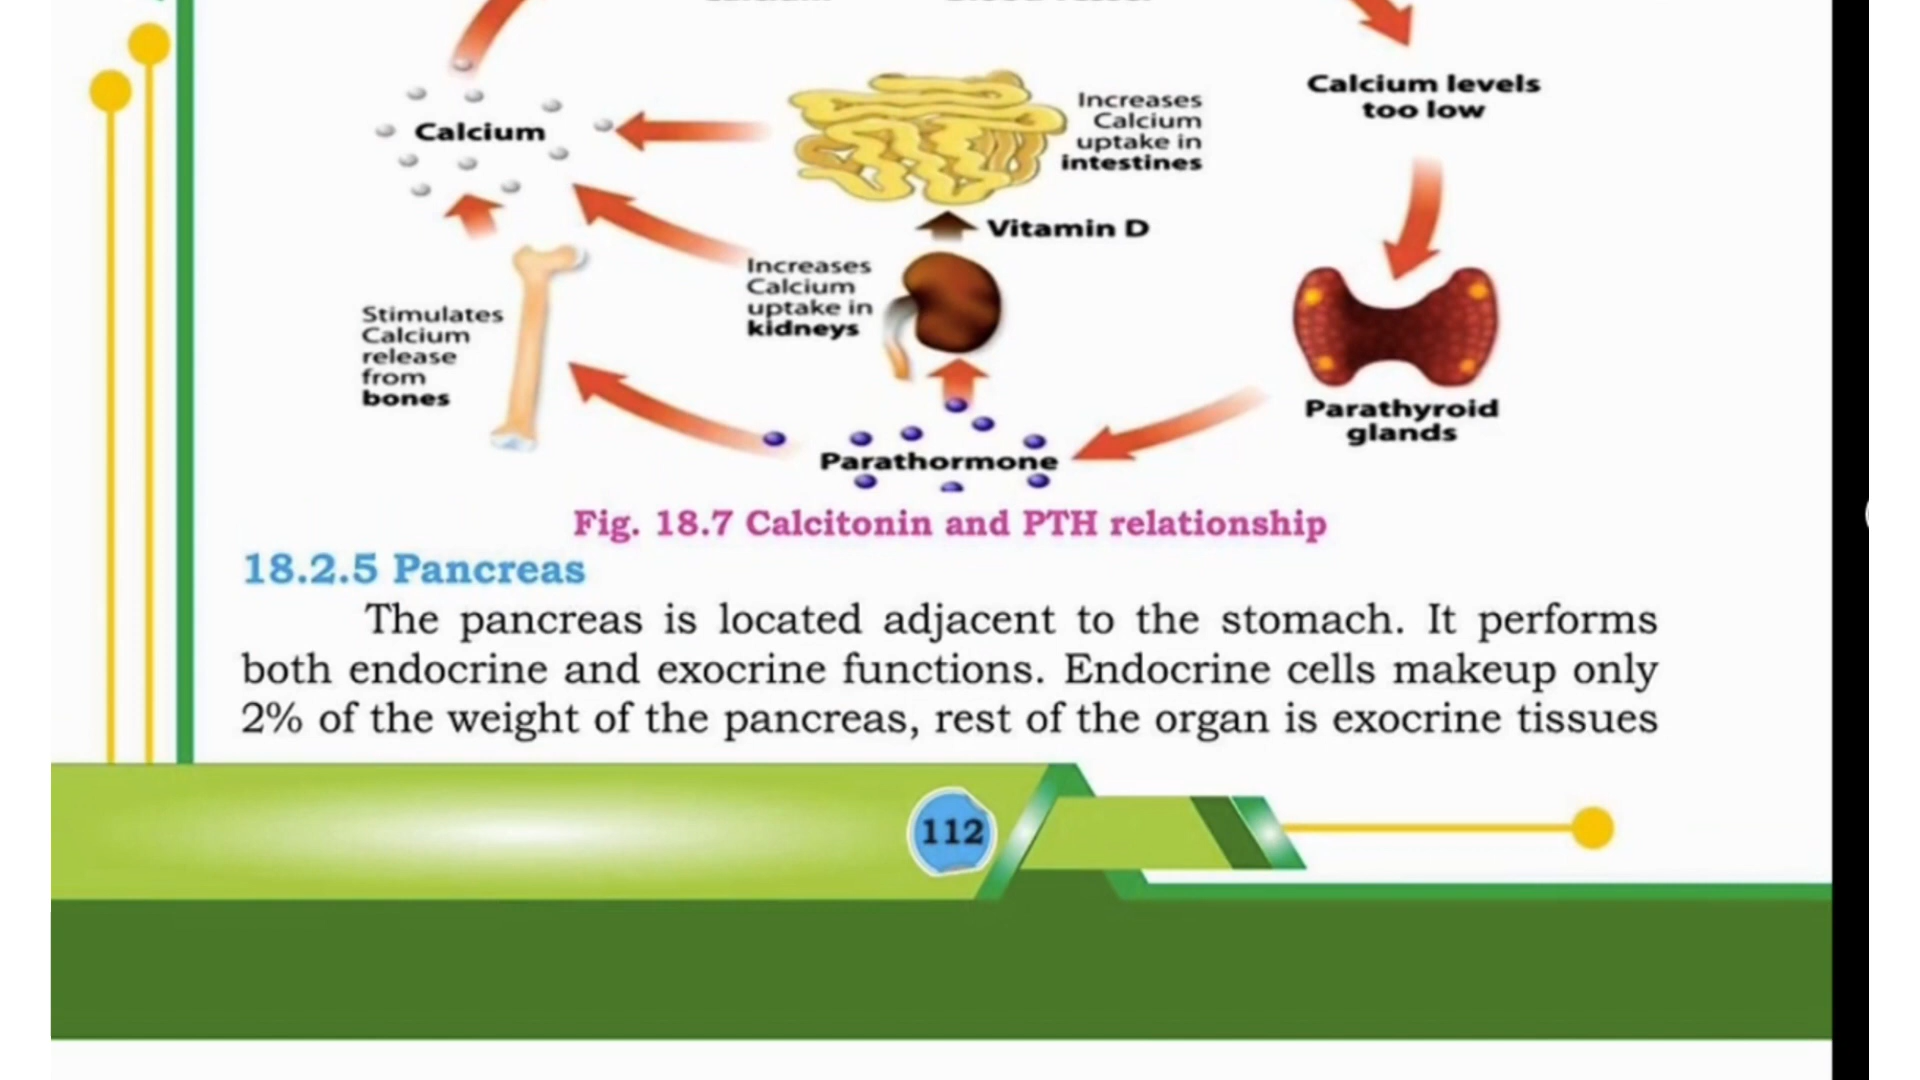 Calcium levels
too low
Increases
Calcium
uptake in
intestines
Calcium
Vitamin D
Increases
Calcium
uptake in
kidneys
Stimulates
Calcium
release
from
bones
Parathyroid
glands
Parathormone
Fig. 18.7 Calcitonin and PTH relationship
18.2.5 Pancreas
The pancreas is located adjacent to the stomach. It performs
both endocrine and exocrine functions. Endocrine cells makeup only
2% of the weight of the pancreas, rest of the organ is exocrine tissues
112